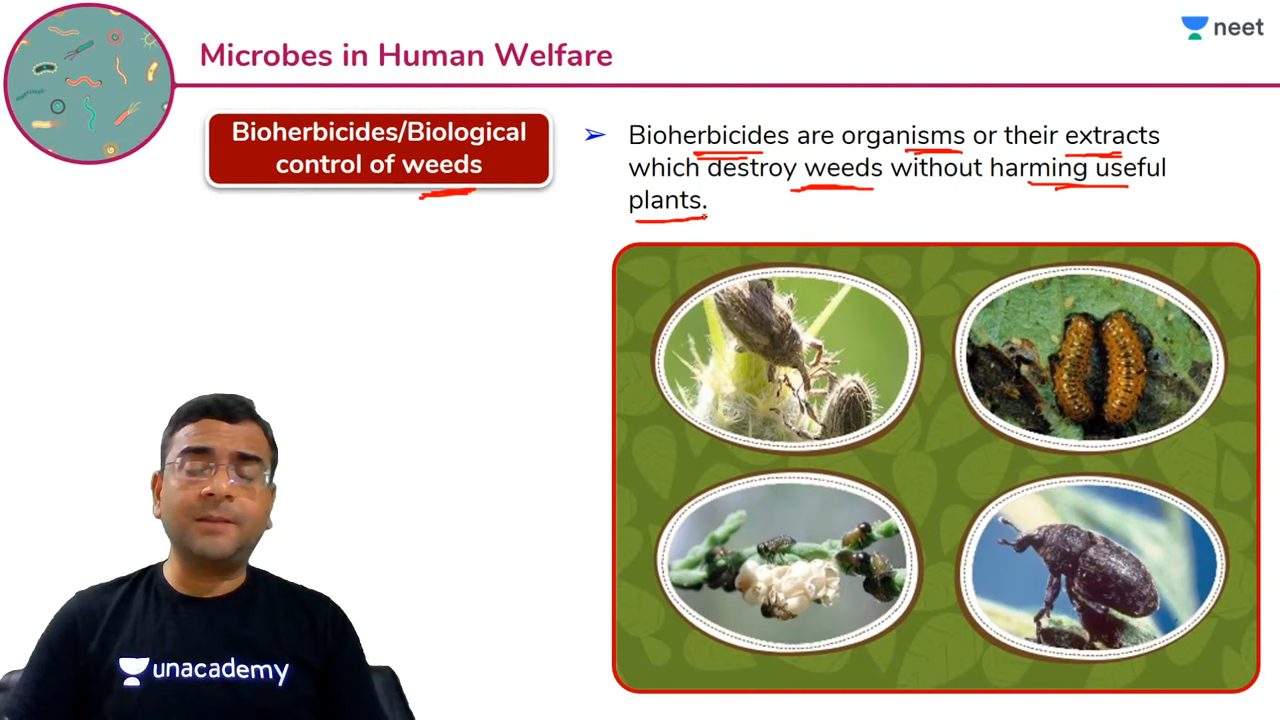 neet
Microbes in Human Welfare
Bioherbicides/Biological
control of weeds
➢ Bioherbicides are organisms or their extracts
which destroy weeds without harming useful
plants.
unacademy